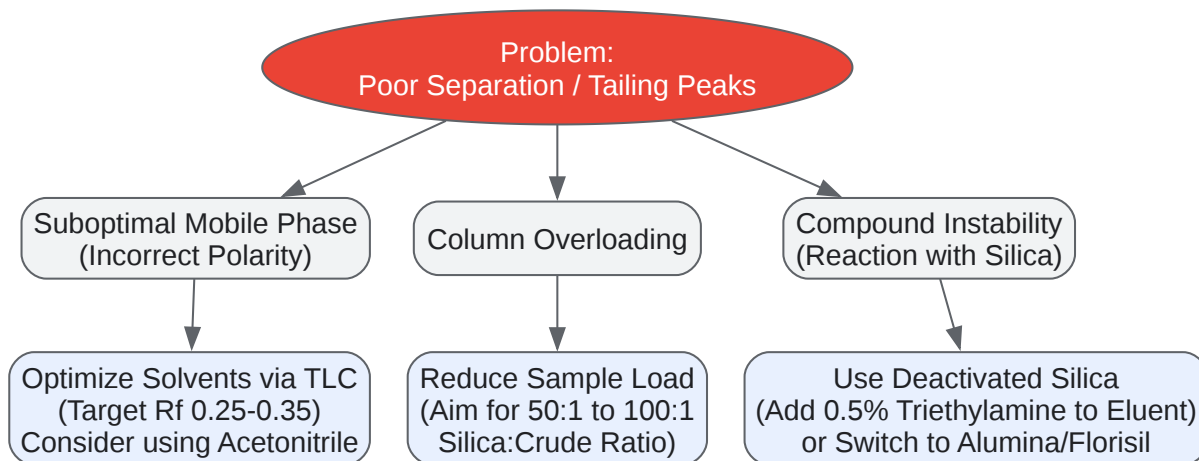 Problem:
Poor Separation / Tailing Peaks
Suboptimal Mobile Phase
(Incorrect Polarity)
Column Overloading
Compound Instability
(Reaction with Silica)
Optimize Solvents via TLC
(Target Rf 0.25-0.35)
Consider using Acetonitrile
Reduce Sample Load
(Aim for 50:1 to 100:1
Silica:Crude Ratio)
Use Deactivated Silica
(Add 0.5% Triethylamine to Eluent)
or Switch to Alumina/Florisil